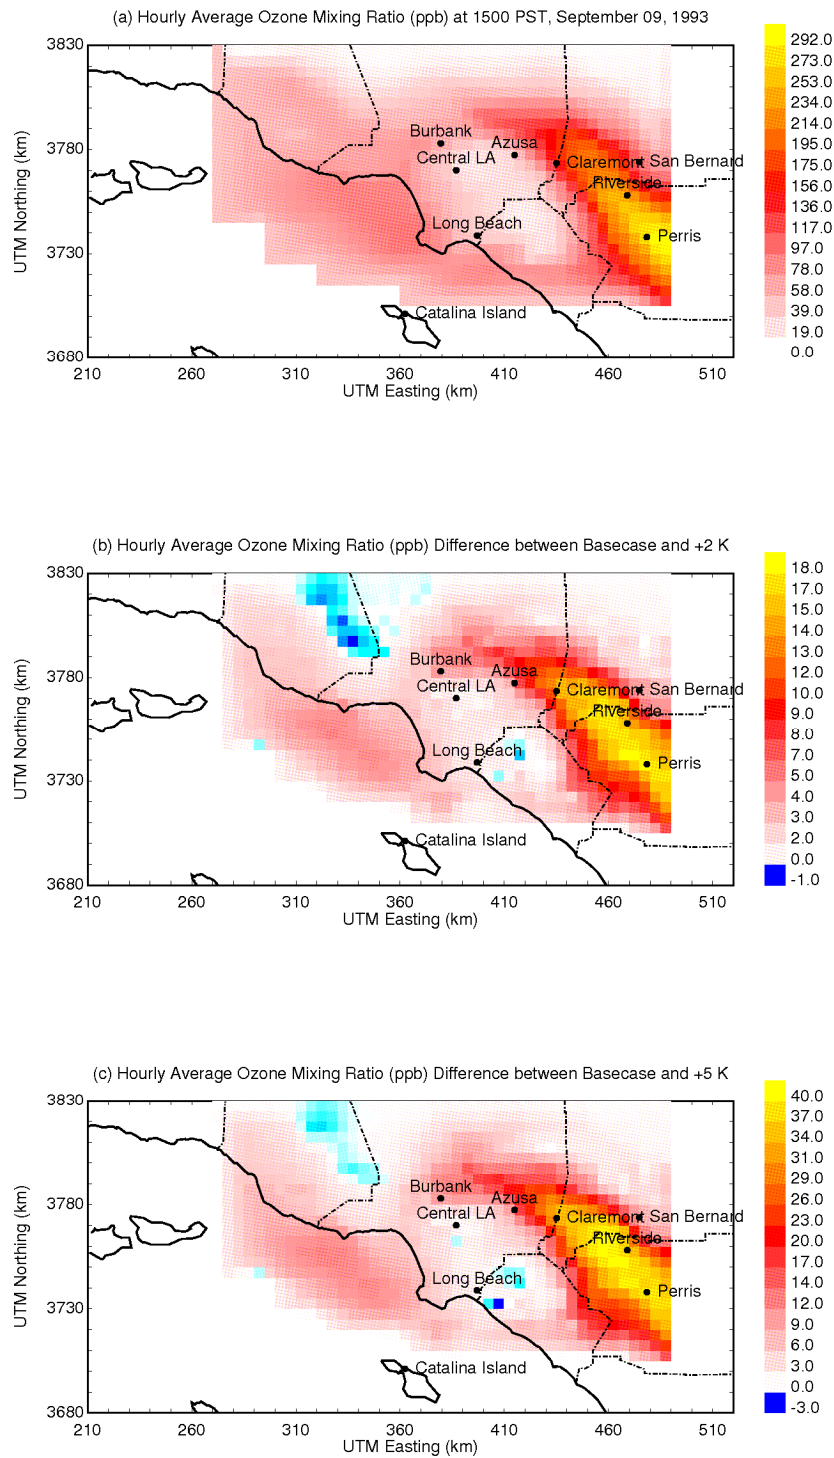 (a) Hourly Average Ozone Mixing Ratio (ppb) at 1500 PST, September 09, 1993
3830
3780
3730
3680
UTM Northing (km)
Burbank
Azusa
Central LA
Claremont
San Bernard
Riverside
Long Beach
Perris
Catalina Island
210
260
310
360
410
460
510
UTM Easting (km)
292.0
273.0
253.0
234.0
214.0
195.0
175.0
156.0
136.0
117.0
97.0
78.0
58.0
39.0
19.0
0.0
(b) Hourly Average Ozone Mixing Ratio (ppb) Difference between Basecase and +2 K
3830
3780
3730
3680
UTM Northing (km)
Burbank
Azusa
Central LA
Claremont
San Bernard
Riverside
Long Beach
Perris
Catalina Island
210
260
310
360
410
460
510
UTM Easting (km)
18.0
17.0
15.0
14.0
13.0
12.0
10.0
9.0
8.0
7.0
5.0
4.0
3.0
2.0
0.0
-1.0
(c) Hourly Average Ozone Mixing Ratio (ppb) Difference between Basecase and +5 K
3830
3780
3730
3680
UTM Northing (km)
Burbank
Azusa
Central LA
Claremont
San Bernard
Riverside
Long Beach
Perris
Catalina Island
210
260
310
360
410
460
510
UTM Easting (km)
40.0
37.0
34.0
31.0
29.0
26.0
23.0
20.0
17.0
14.0
12.0
9.0
6.0
3.0
0.0
-3.0